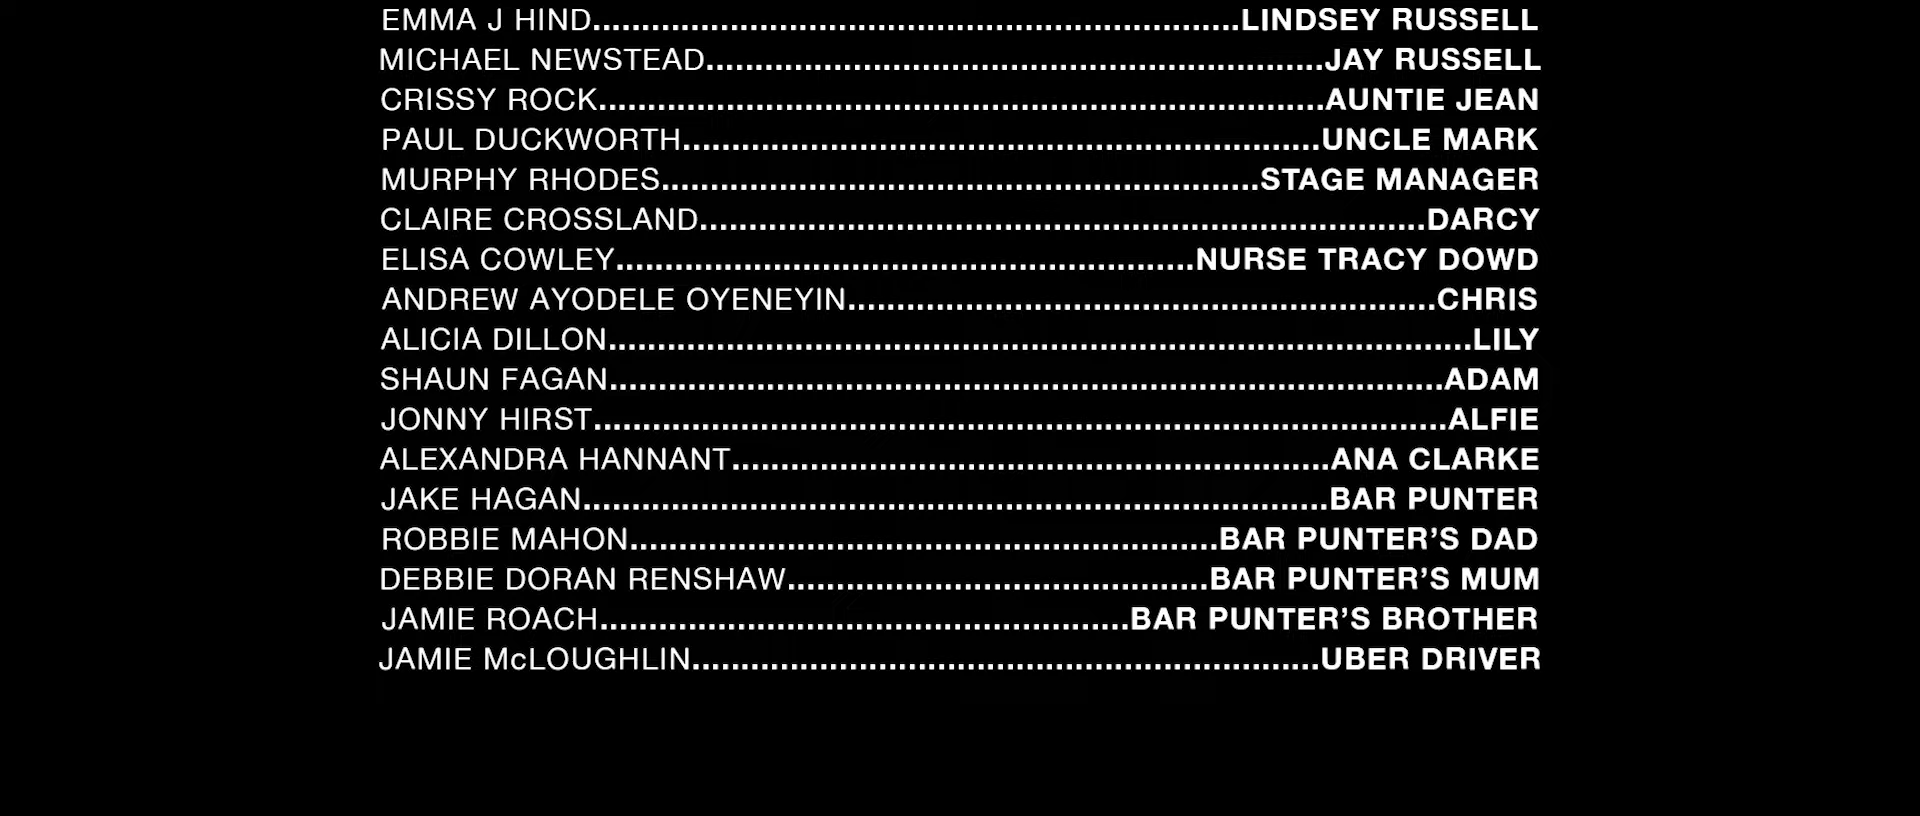 EMMA J HIND..................................................................LINDSEY RUSSELL
MICHAEL NEWSTEAD...............................................................JAY RUSSELL
CRISSY ROCK..........................................................................AUNTIE JEAN
PAUL DUCKWORTH.................................................................UNCLE MARK
MURPHY RHODES.............................................................STAGE MANAGER
CLAIRE CROSSLAND..........................................................................DARCY
ELISA COWLEY...........................................................NURSE TRACY DOWD
ANDREW AYODELE OYENEYIN............................................................CHRIS
ALICIA DILLON........................................................................................LILY
SHAUN FAGAN.....................................................................................ADAM
JONNY HIRST.......................................................................................ALFIE
ALEXANDRA HANNANT.............................................................ANA CLARKE
JAKE HAGAN............................................................................BAR PUNTER
ROBBIE MAHON............................................................BAR PUNTER’S DAD
DEBBIE DORAN RENSHAW...........................................BAR PUNTER’S MUM
JAMIE ROACH......................................................BAR PUNTER’S BROTHER
JAMIE McLOUGHLIN................................................................UBER DRIVER